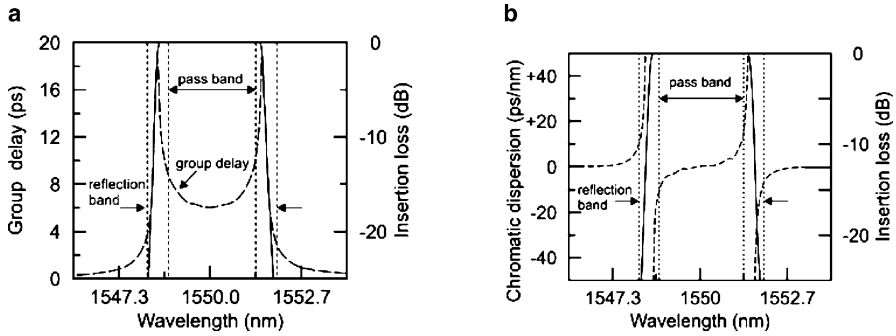 a
20
16
12
8
4
0
Group delay (ps)
0
-10
-20
Insertion loss (dB)
pass band
group delay
reflection
band
1547.3
1550.0
1552.7
Wavelength (nm)
b
+40
+20
0
-20
-40
Chromatic dispersion (ps/nm)
0
-10
-20
Insertion loss (dB)
pass band
reflection
band
1547.3
1550
1552.7
Wavelength (nm)